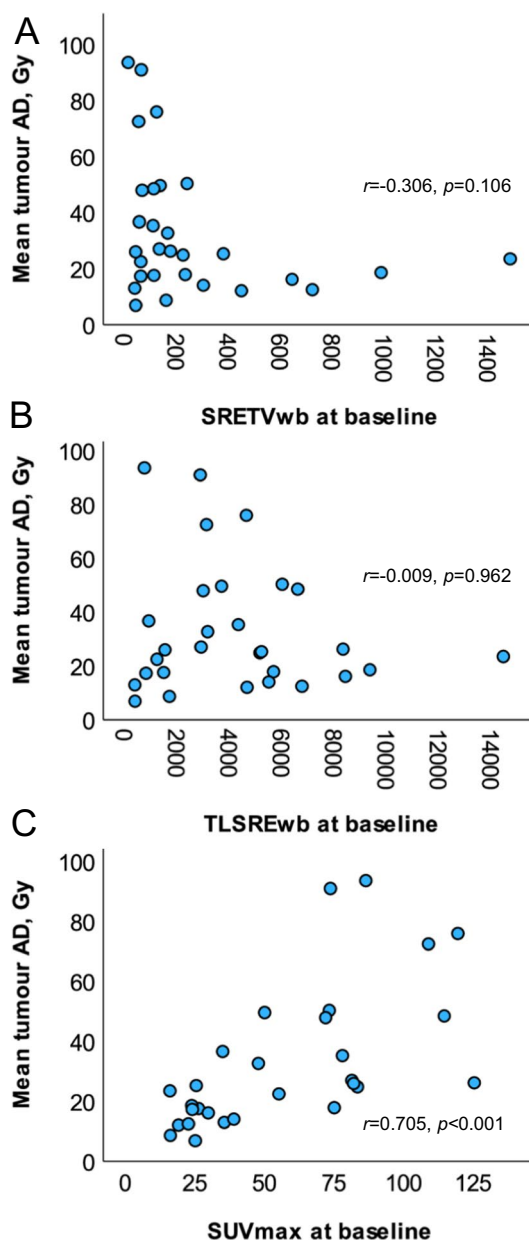 A
Mean tumour AD, Gy
100
80
60
40
20
0
r=-0.306, p=0.106
0 200 400 600 800 1000 1200 1400
SRETVwb at baseline
B
Mean tumour AD, Gy
100
80
60
40
20
0
r=-0.009, p=0.962
0 2000 4000 6000 8000 10000 12000 14000
TLSREwb at baseline
C
Mean tumour AD, Gy
100
80
60
40
20
0
r=0.705, p<0.001
0 25 50 75 100 125
SUVmax at baseline